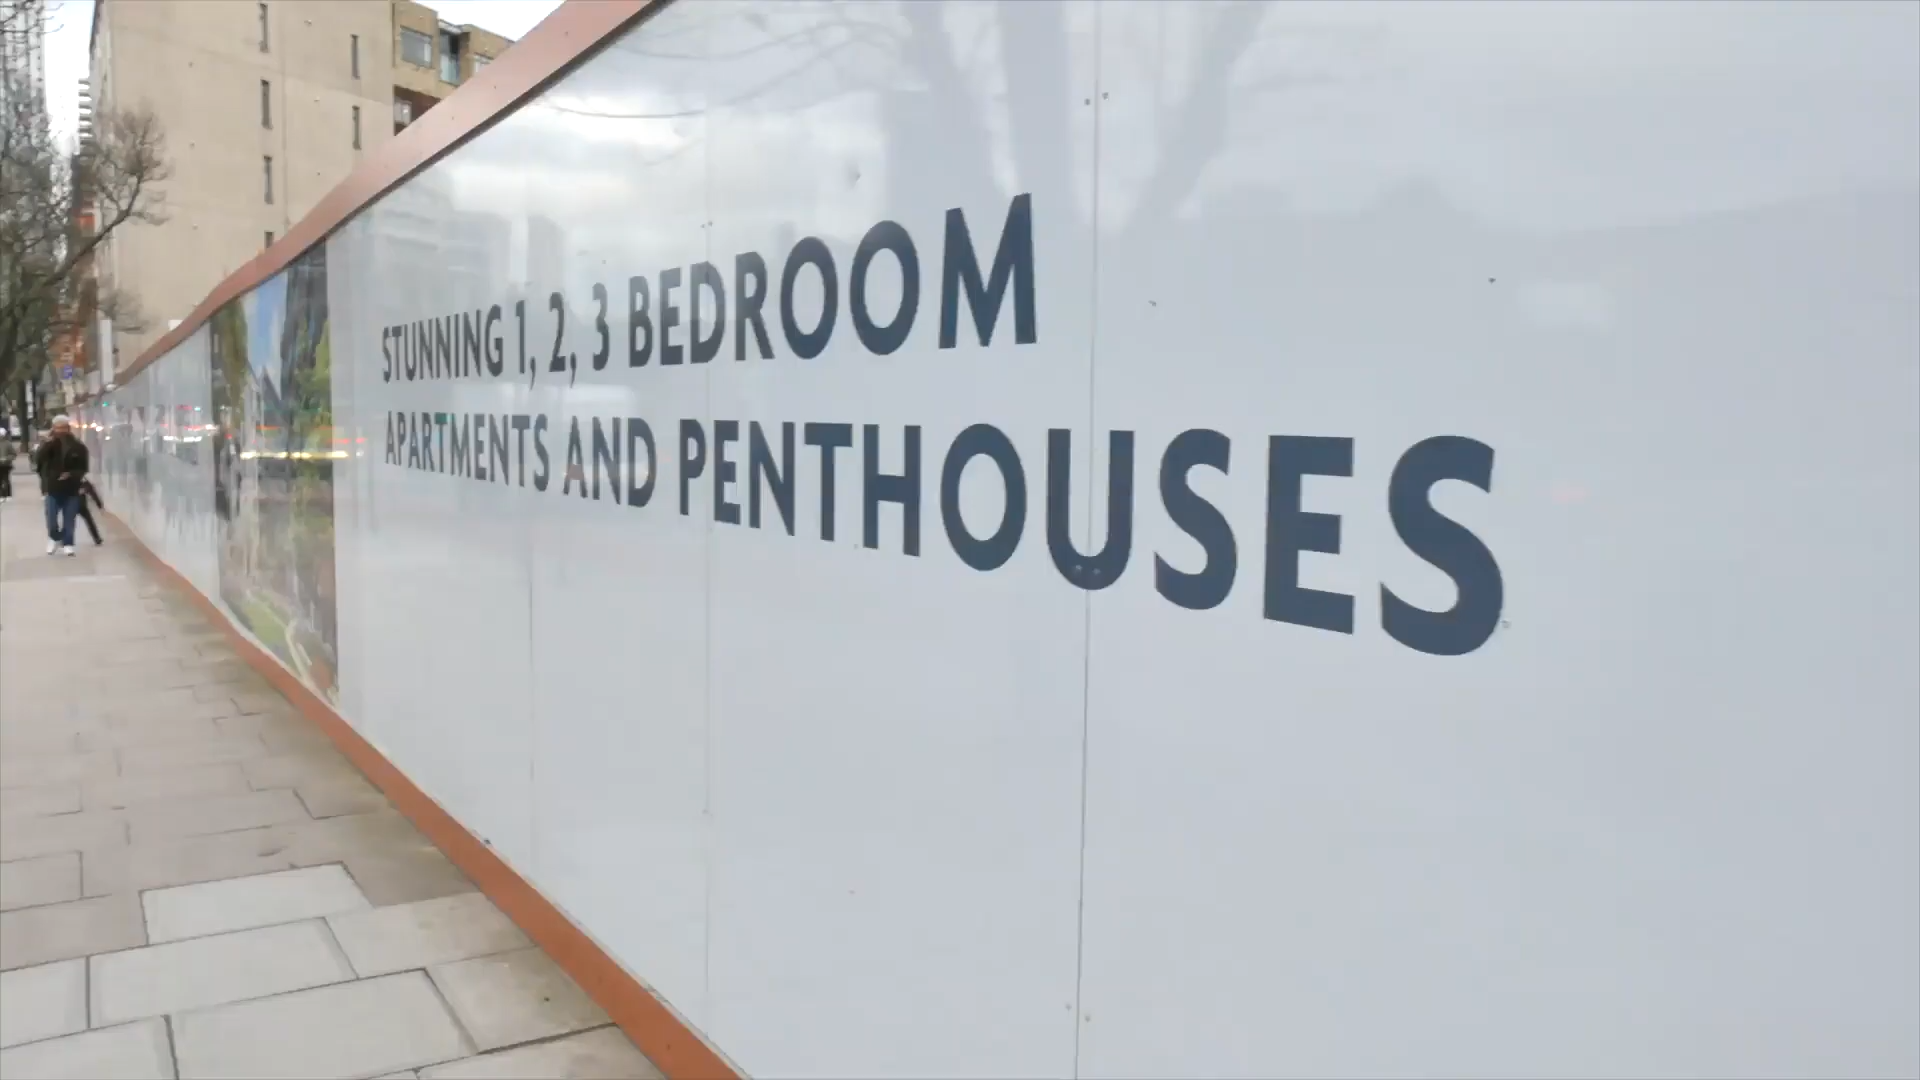 STUNNING 1, 2, 3 BEDROOM
APARTMENTS AND PENTHOUSES